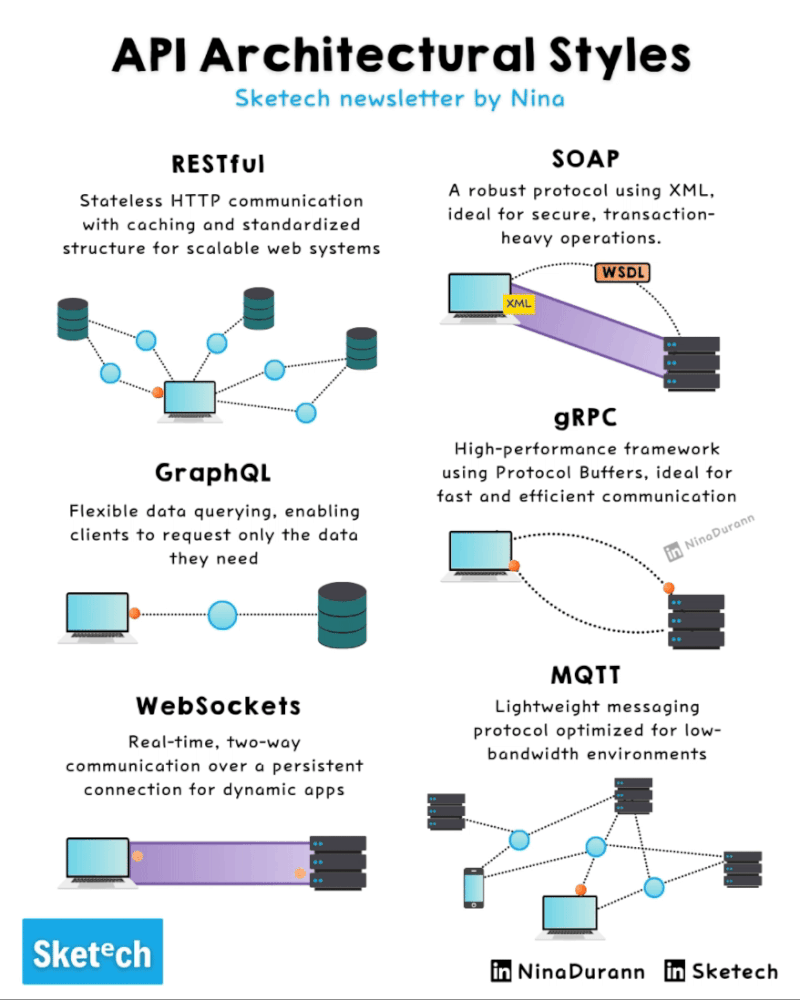 API Architectural Styles
Sketech newsletter by Nina
RESTful
Stateless HTTP communication
with caching and standardized
structure for scalable web systems
SOAP
A robust protocol using XML,
ideal for secure, transaction-
heavy operations.
WSDL
XML
GraphQL
Flexible data querying, enabling
clients to request only the data
they need
gRPC
High-performance framework
using Protocol Buffers, ideal for
fast and efficient communication
in NinaDurann
WebSockets
Real-time, two-way
communication over a persistent
connection for dynamic apps
MQTT
Lightweight messaging
protocol optimized for low-
bandwidth environments
Sketech
in NinaDurann in Sketech